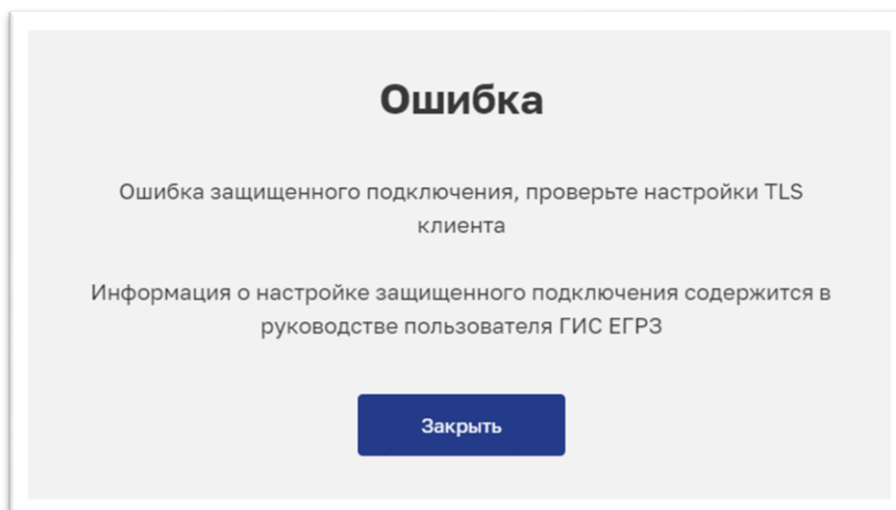 Ошибка
Ошибка защищенного подключения, проверьте настройки TLS
клиента
Информация о настройке защищенного подключения содержится в
руководстве пользователя ГИС ЕГРЗ
Закрыть